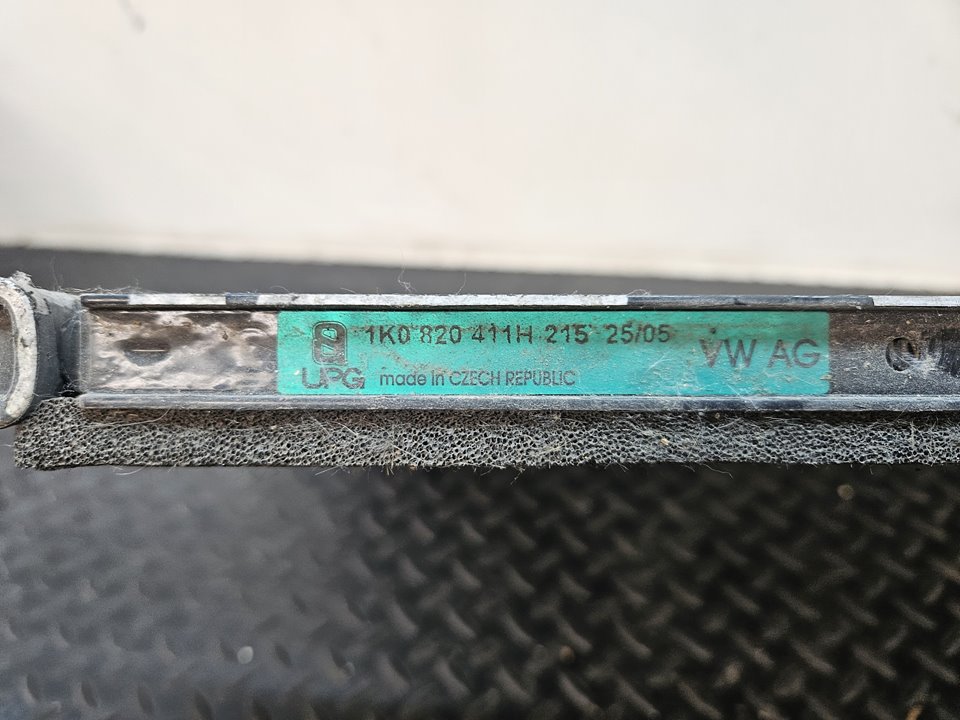 1K0 820 411H 215 25/05
VW AG
UPG made in CZECH REPUBLIC